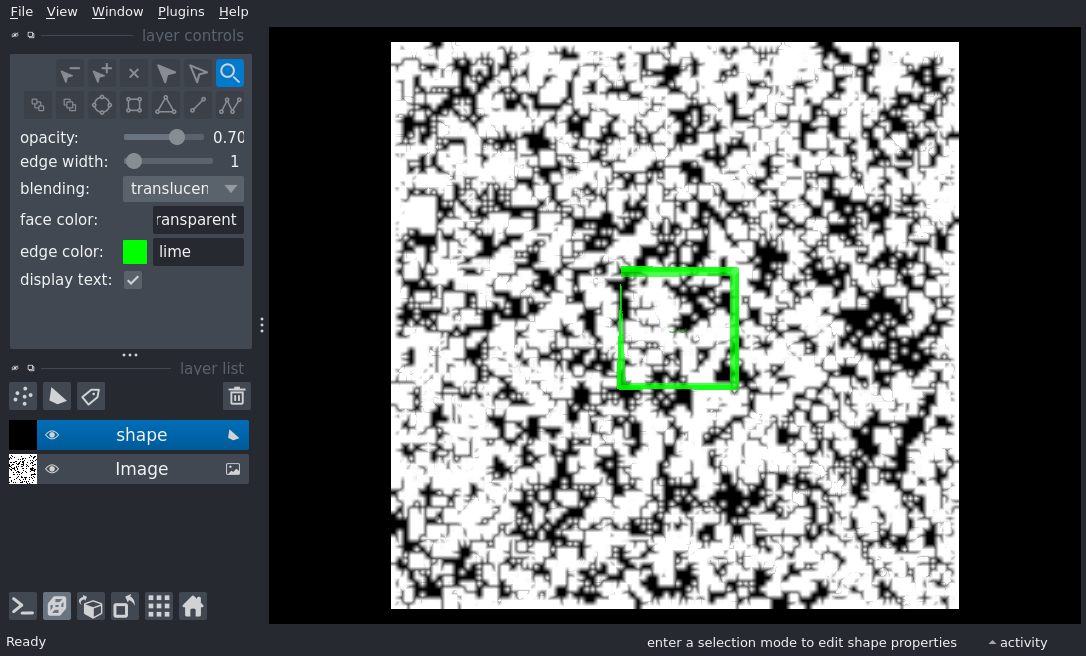 File View Window Plugins Help
layer controls
opacity: 0.70
edge width: 1
blending: translucen
face color: ransparent
edge color: lime
display text:
layer list
shape
Image
Ready enter a selection mode to edit shape properties activity